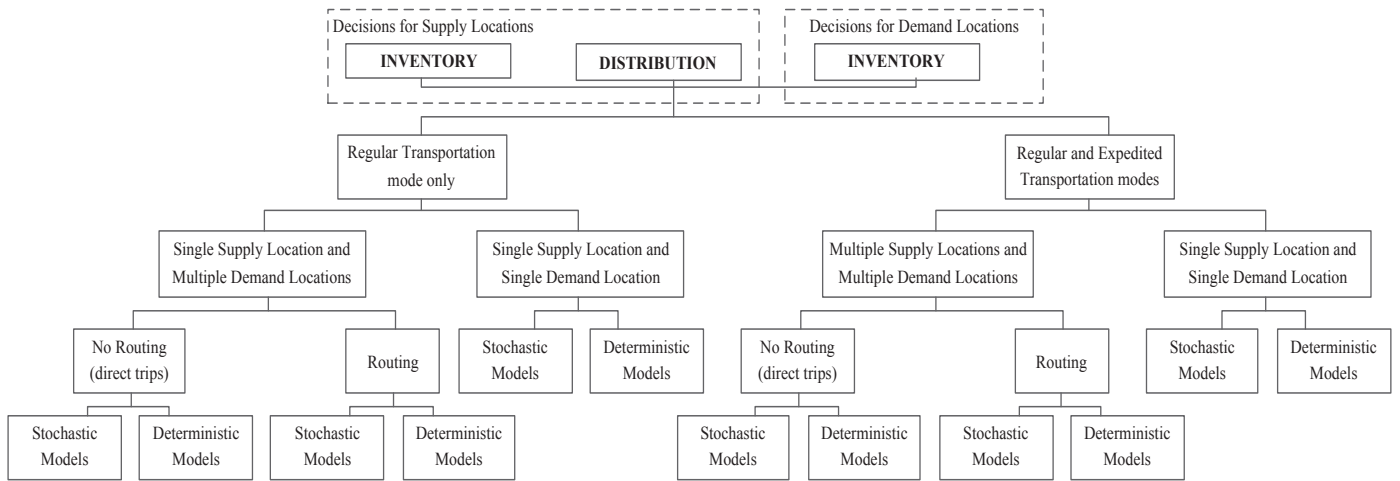 Decisions for Supply Locations
Decisions for Demand Locations
INVENTORY
DISTRIBUTION
INVENTORY
Regular Transportation
mode only
Regular and Expedited
Transportation modes
Single Supply Location and
Multiple Demand Locations
Single Supply Location and
Single Demand Location
Multiple Supply Locations and
Multiple Demand Locations
Single Supply Location and
Single Demand Location
No Routing
(direct trips)
Routing
Stochastic
Models
Deterministic
Models
No Routing
(direct trips)
Routing
Stochastic
Models
Deterministic
Models
Stochastic
Models
Deterministic
Models
Stochastic
Models
Deterministic
Models
Stochastic
Models
Deterministic
Models
Stochastic
Models
Deterministic
Models